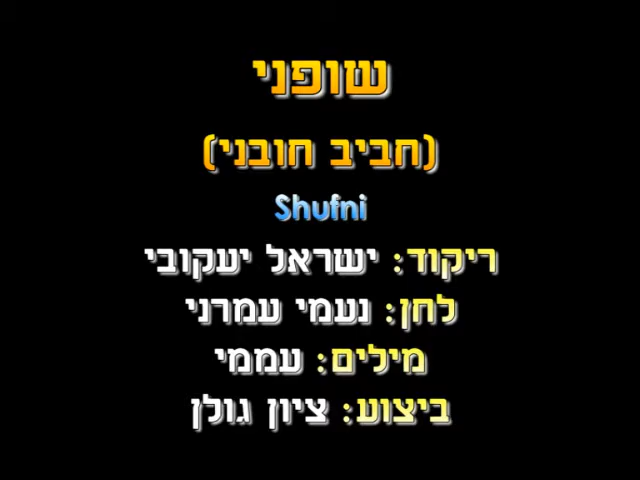 שופני
(חביב חובני)
Shufni
ריקוד: ישראל יעקובי
לחן: נעמי עמרני
מילים: עממי
ביצוע: ציון גולן